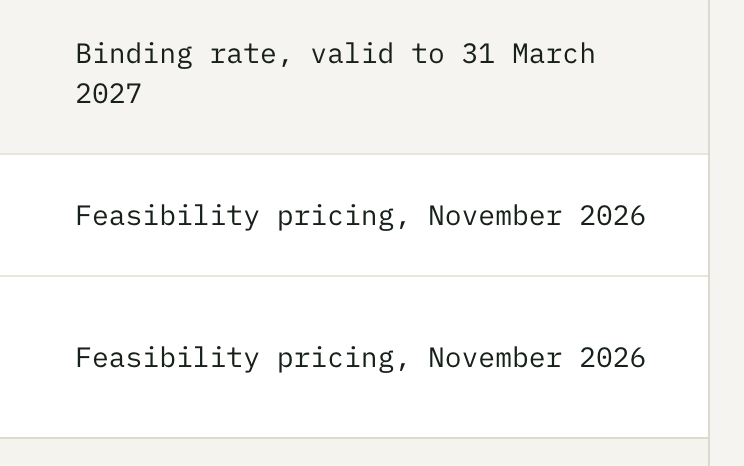 Binding rate, valid to 31 March
2027
Feasibility pricing, November 2026
Feasibility pricing, November 2026